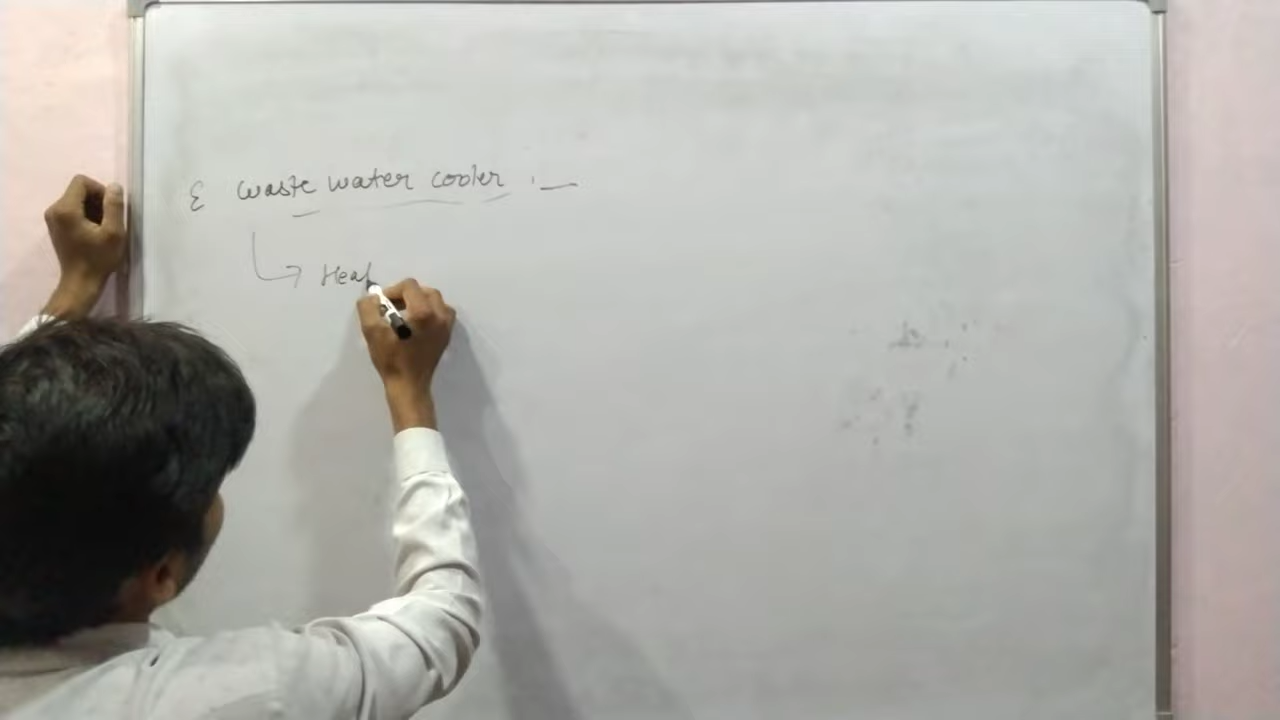 Ɛ waste water cooler :—
↳ Heat